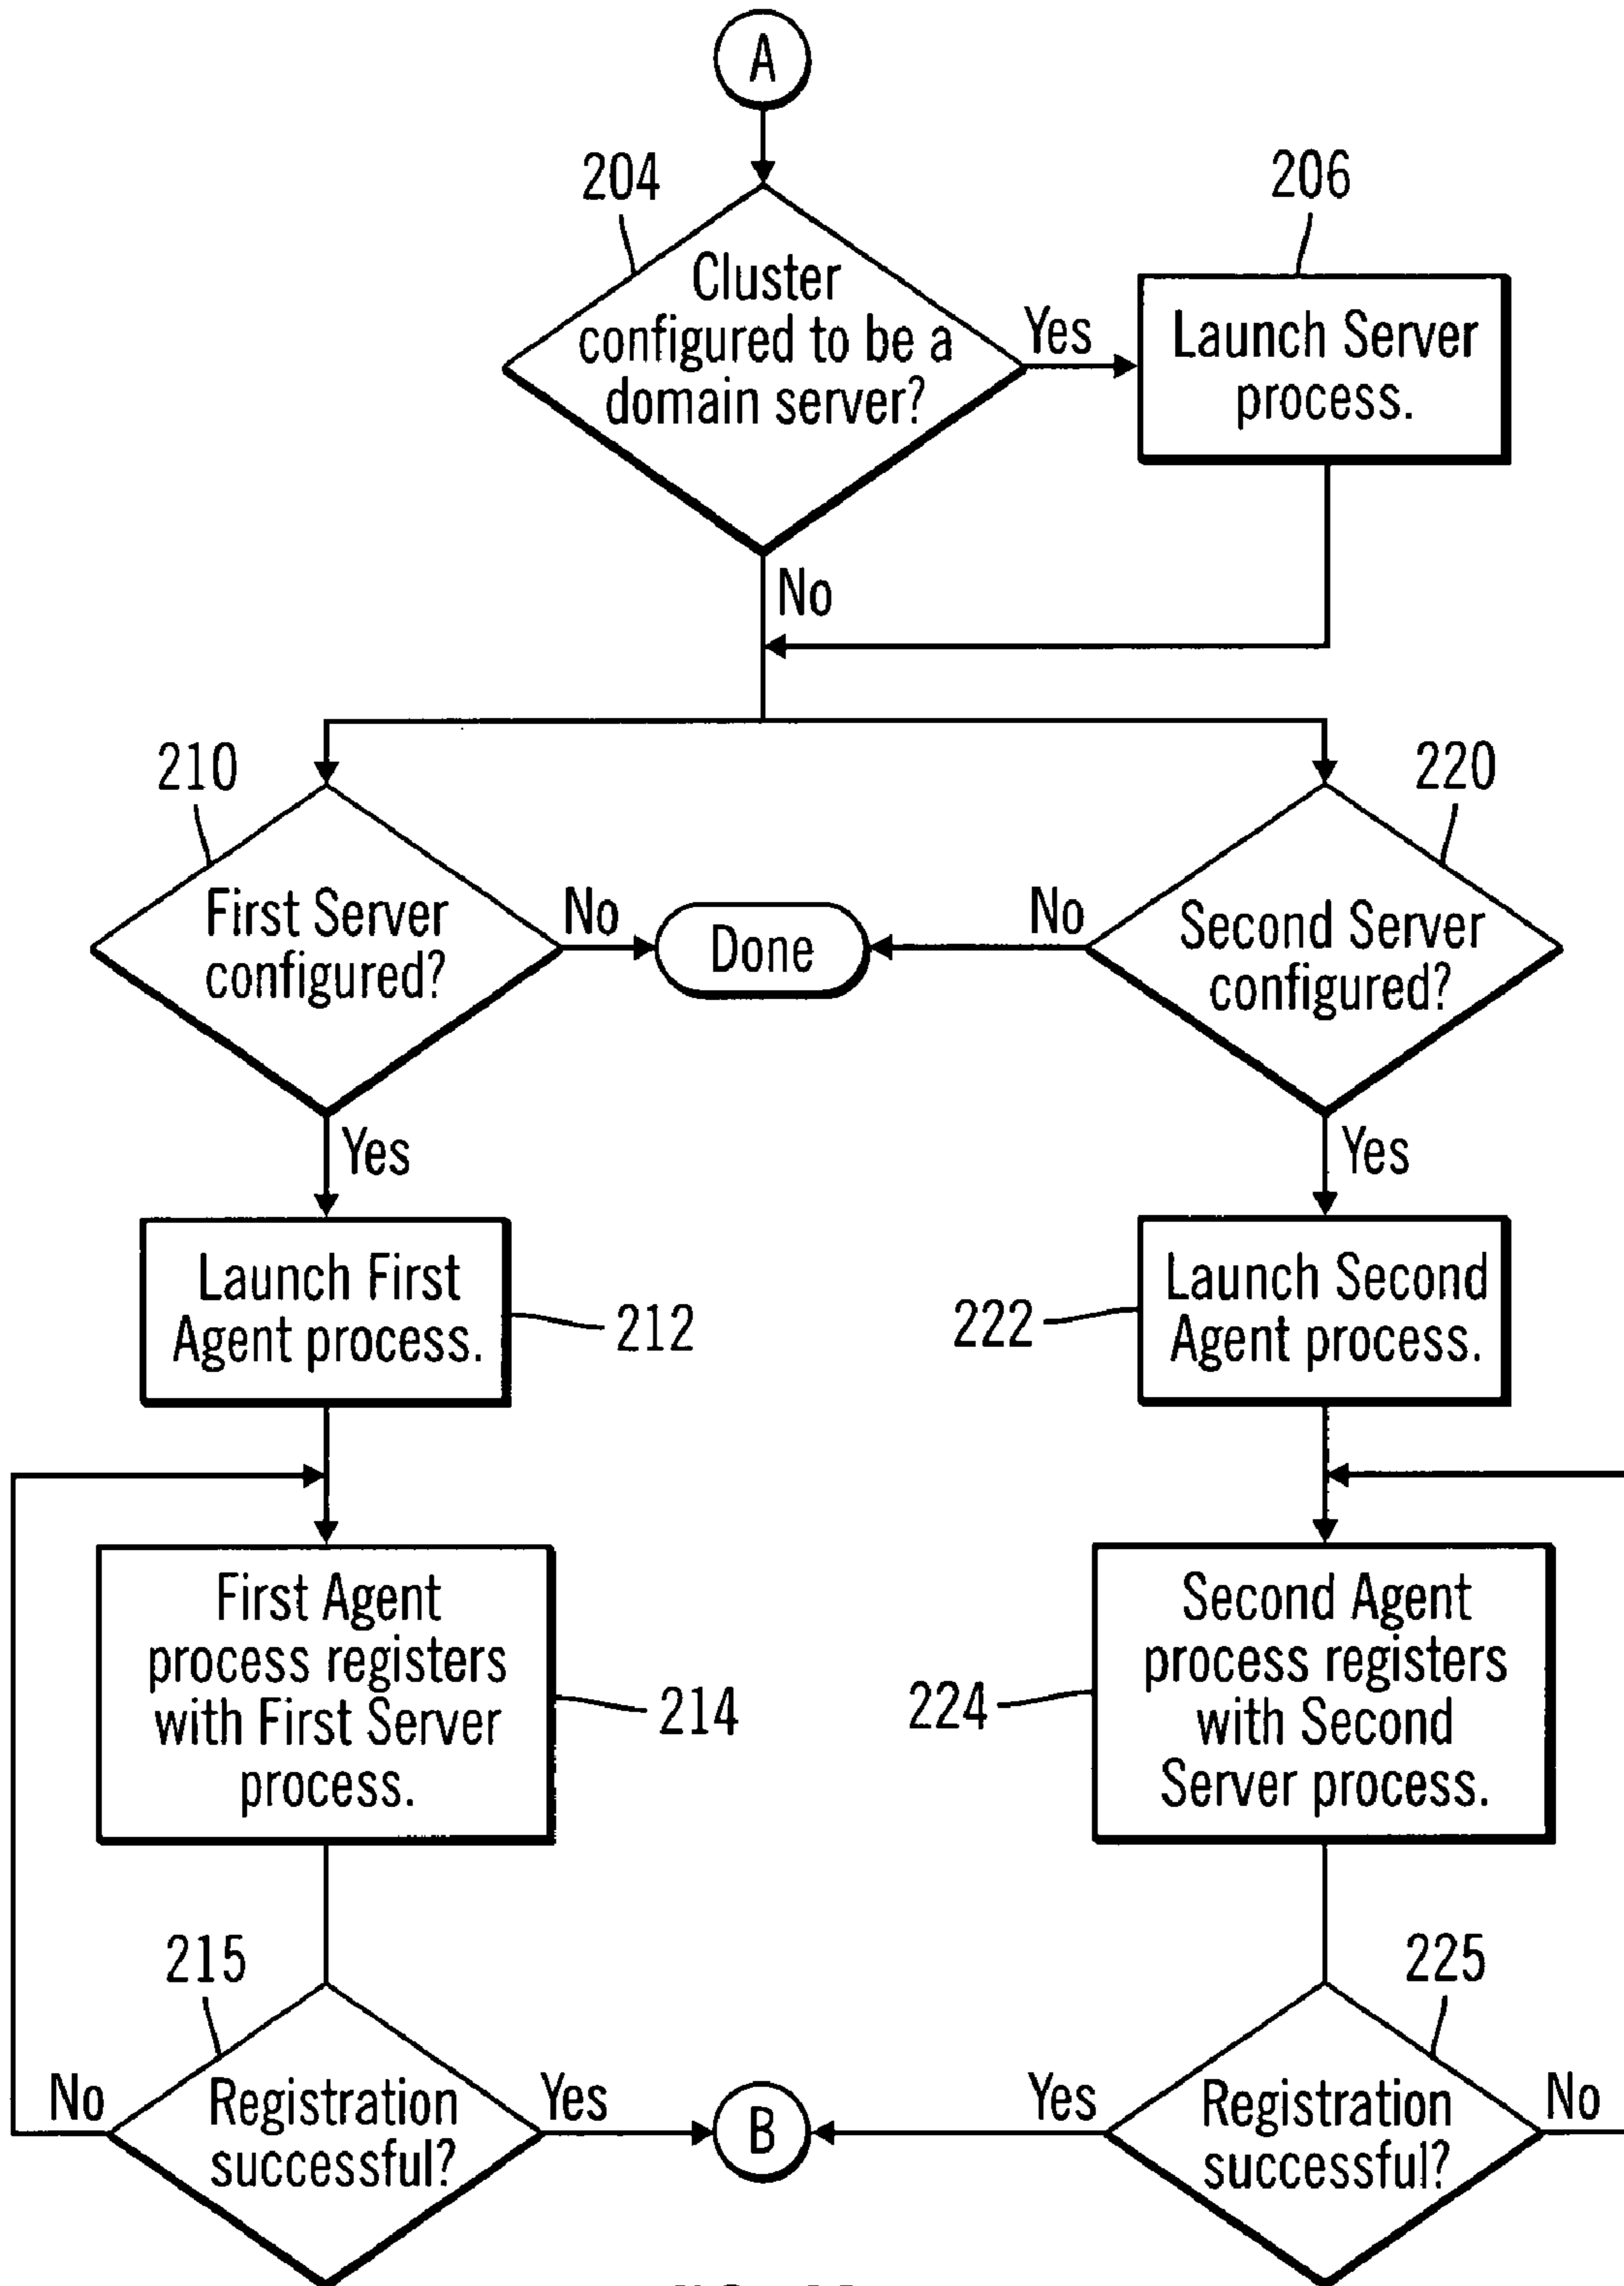 A
204
206
Cluster
configured to be a
domain server?
Yes
Launch Server
process.
No
210
220
First Server
configured?
No
Done
No
Second Server
configured?
Yes
Yes
Launch First
Agent process.
212
222
Launch Second
Agent process.
First Agent
process registers
with First Server
process.
214
224
Second Agent
process registers
with Second
Server process.
215
225
No
Registration
successful?
Yes
B
Yes
Registration
successful?
No